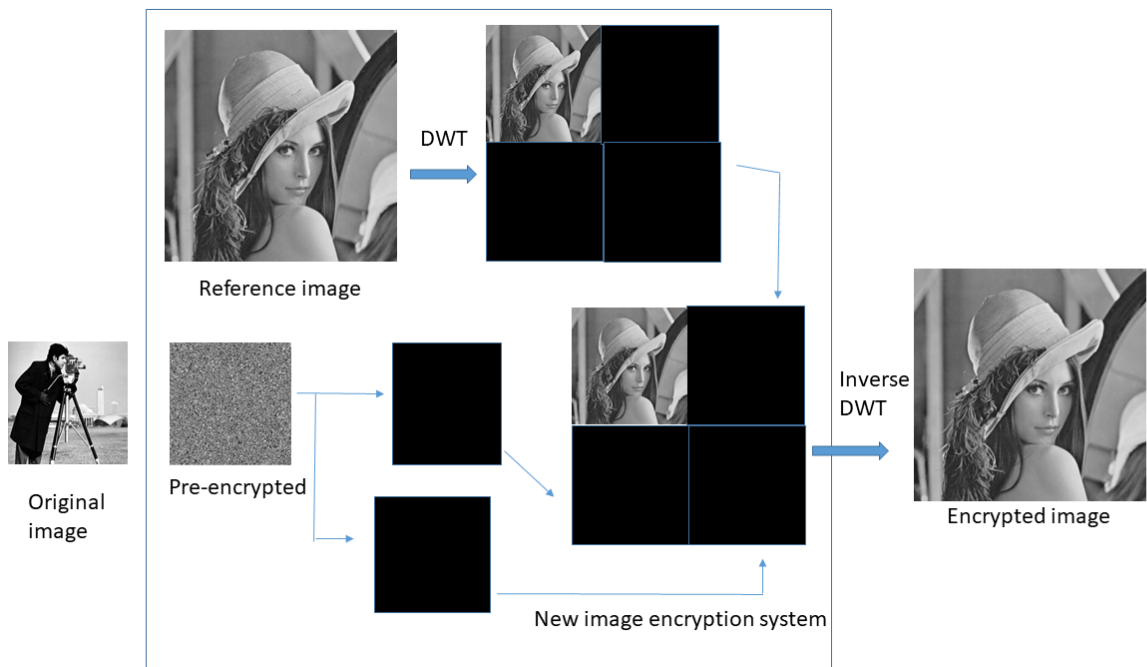 DWT
Reference image
Inverse
DWT
Pre-encrypted
Original
image
Encrypted image
New image encryption system